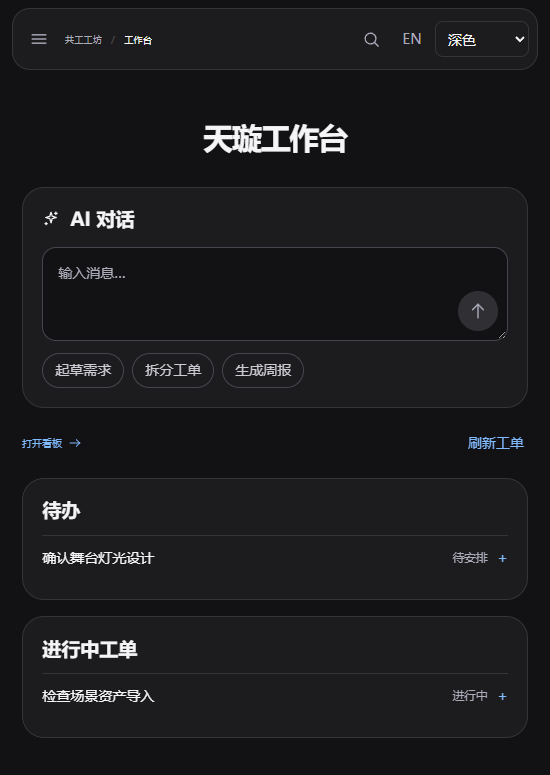 共工工坊 / 工作台 EN 深色
天璇工作台
AI 对话
输入消息...
起草需求 拆分工单 生成周报
打开看板 → 刷新工单
待办
确认舞台灯光设计 待安排 +
进行中工单
检查场景资产导入 进行中 +